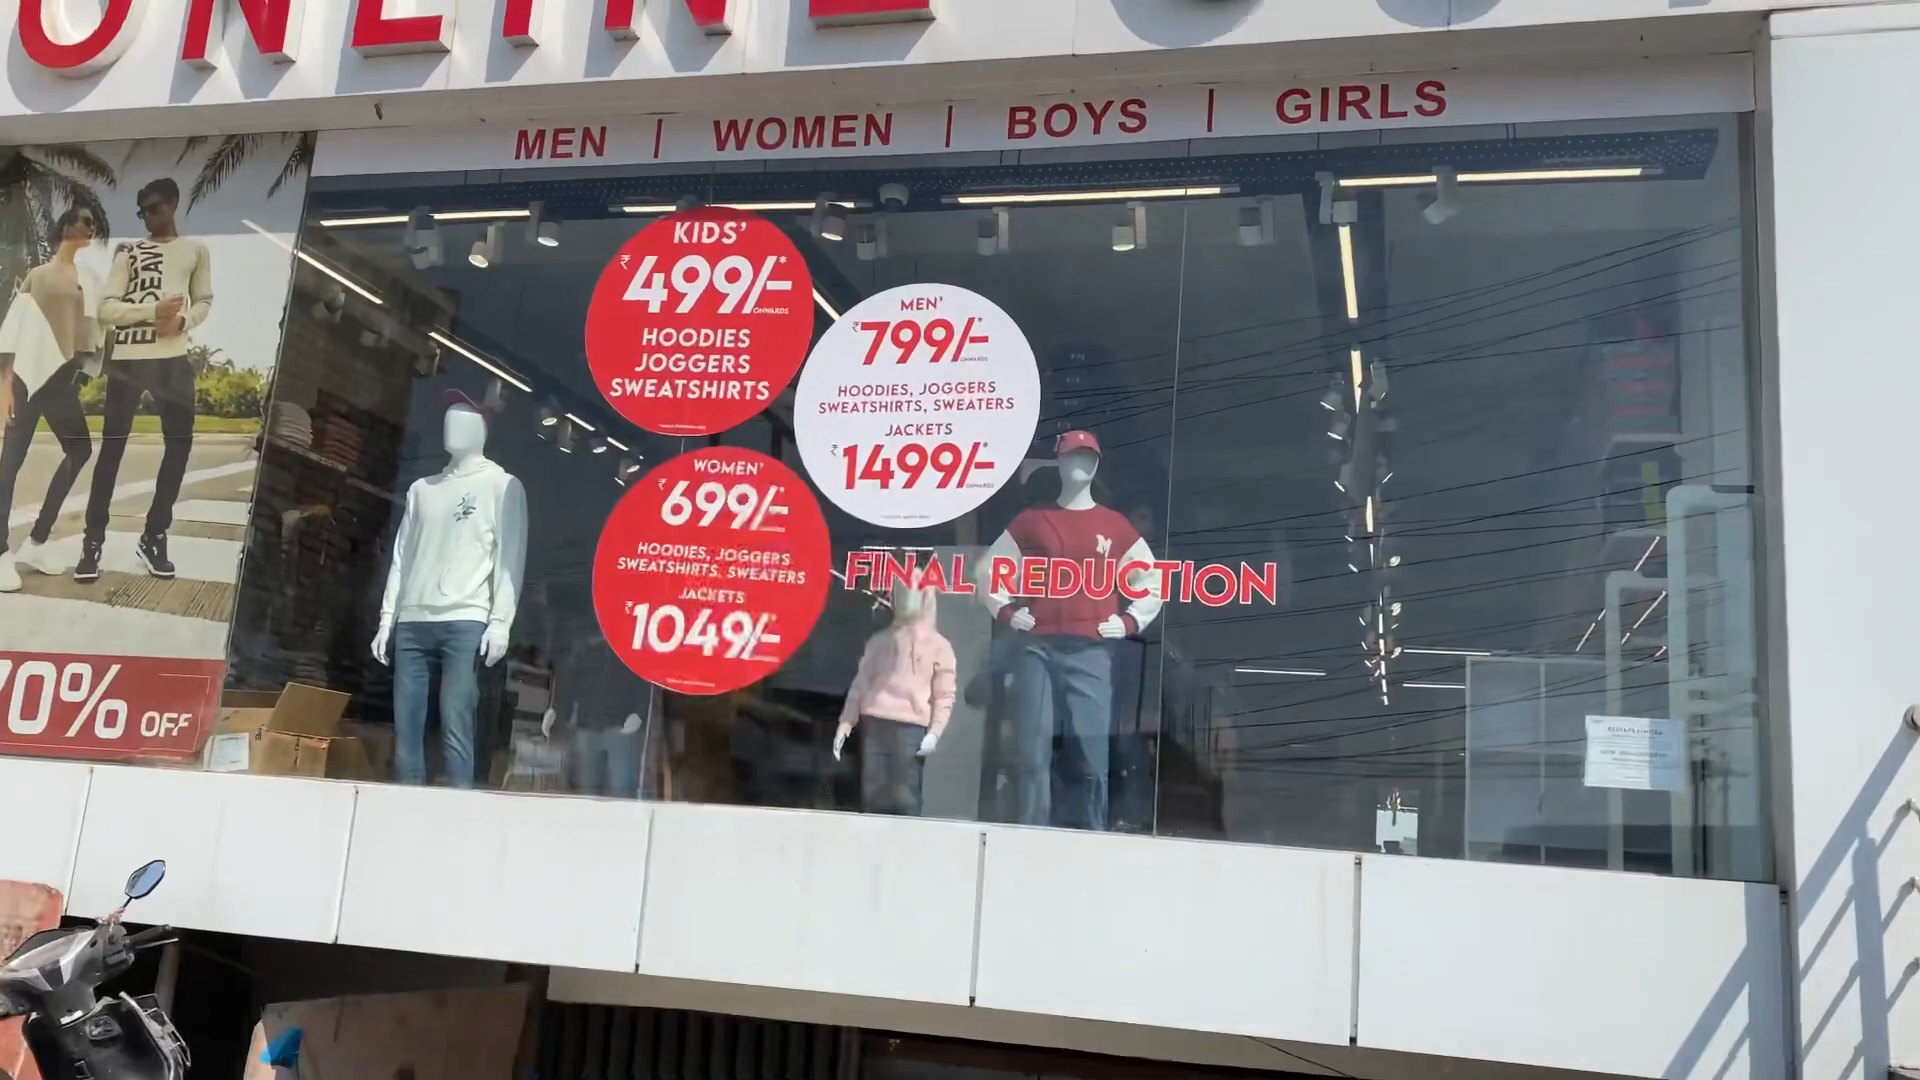 ONLINE
MEN | WOMEN | BOYS | GIRLS
KIDS'
₹499/-*
ONWARDS
HOODIES
JOGGERS
SWEATSHIRTS
MEN'
₹799/-*
ONWARDS
HOODIES, JOGGERS
SWEATSHIRTS, SWEATERS
JACKETS
₹1499/-*
ONWARDS
WOMEN'
₹699/-*
HOODIES, JOGGERS
SWEATSHIRTS, SWEATERS
JACKETS
₹1049/-*
FINAL REDUCTION
M
70% OFF